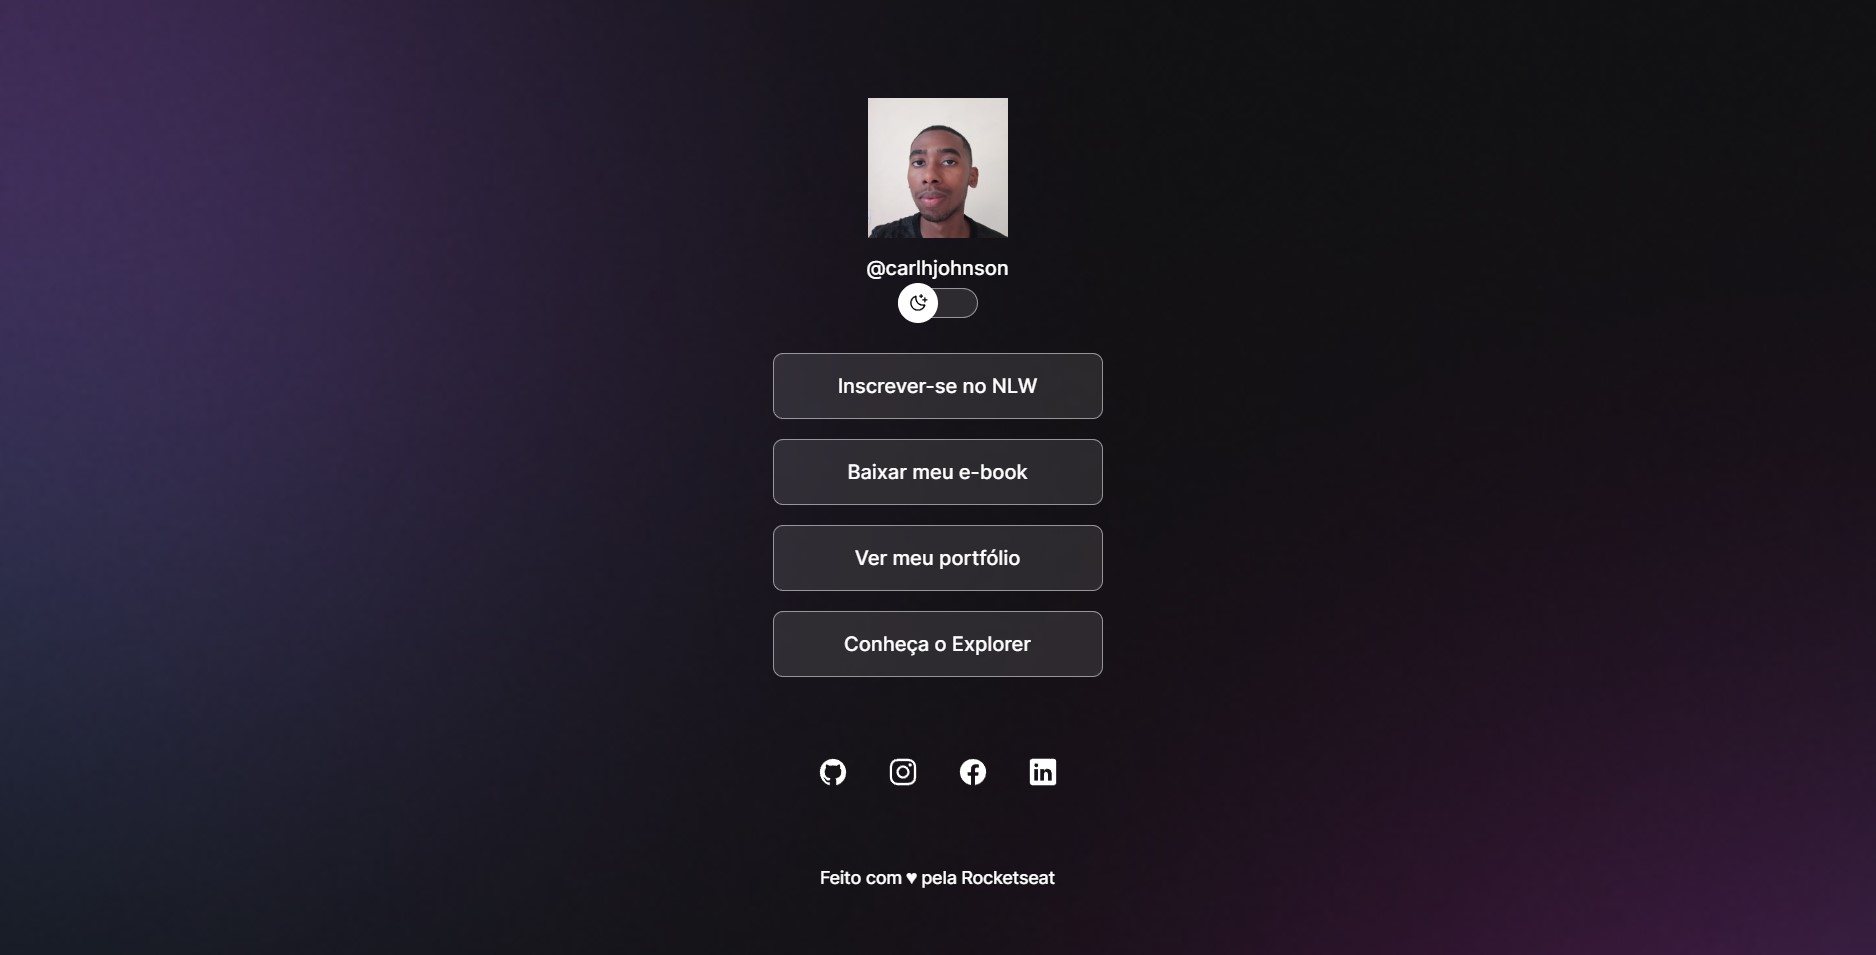 @carlhjohnson
Inscrever-se no NLW
Baixar meu e-book
Ver meu portfólio
Conheça o Explorer
Feito com ♥ pela Rocketseat